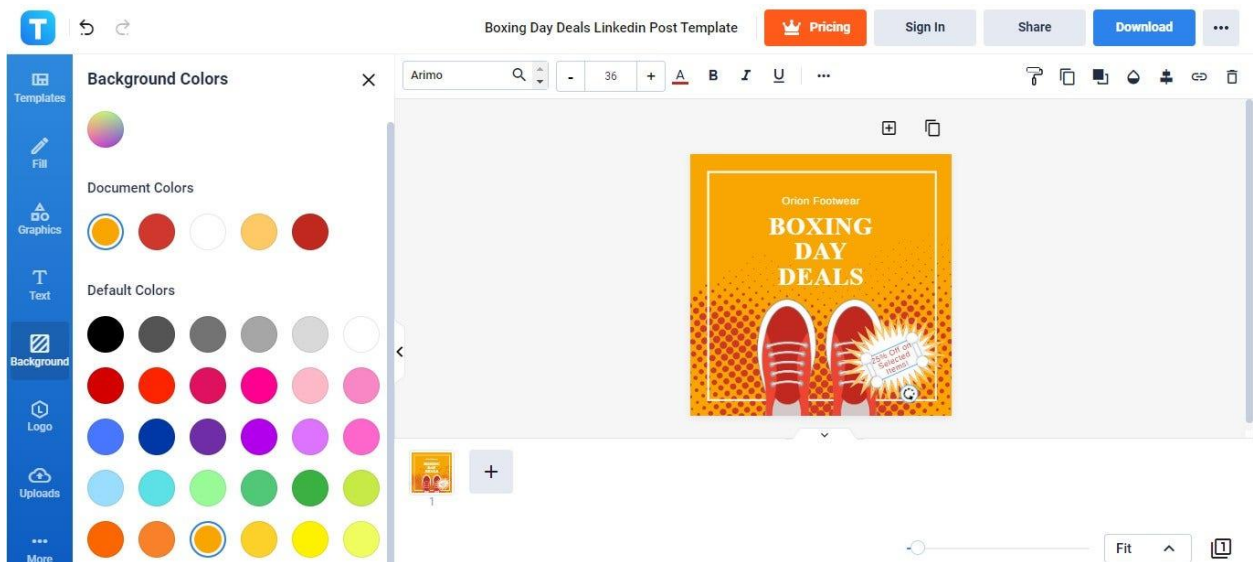 T
Boxing Day Deals Linkedin Post Template
Pricing
Sign In
Share
Download
Templates
Fill
Graphics
T
Text
Background
L
Logo
Uploads
More
Background Colors
Document Colors
Default Colors
Arimo
- 36 + A B I U
Orion Footwear
BOXING
DAY
DEALS
25% Off on
Selected
Items!
+
1
Fit
1